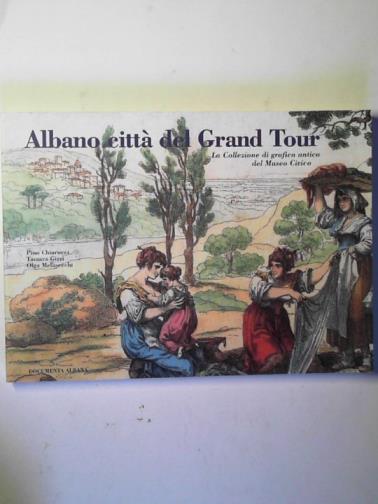 Albano città del Grand Tour
La Collezione di grafica antica
del Museo Civico
Pino Chiarucci
Tamara Gizzi
Olga Melasecchi
DOCUMENTA ALBANA